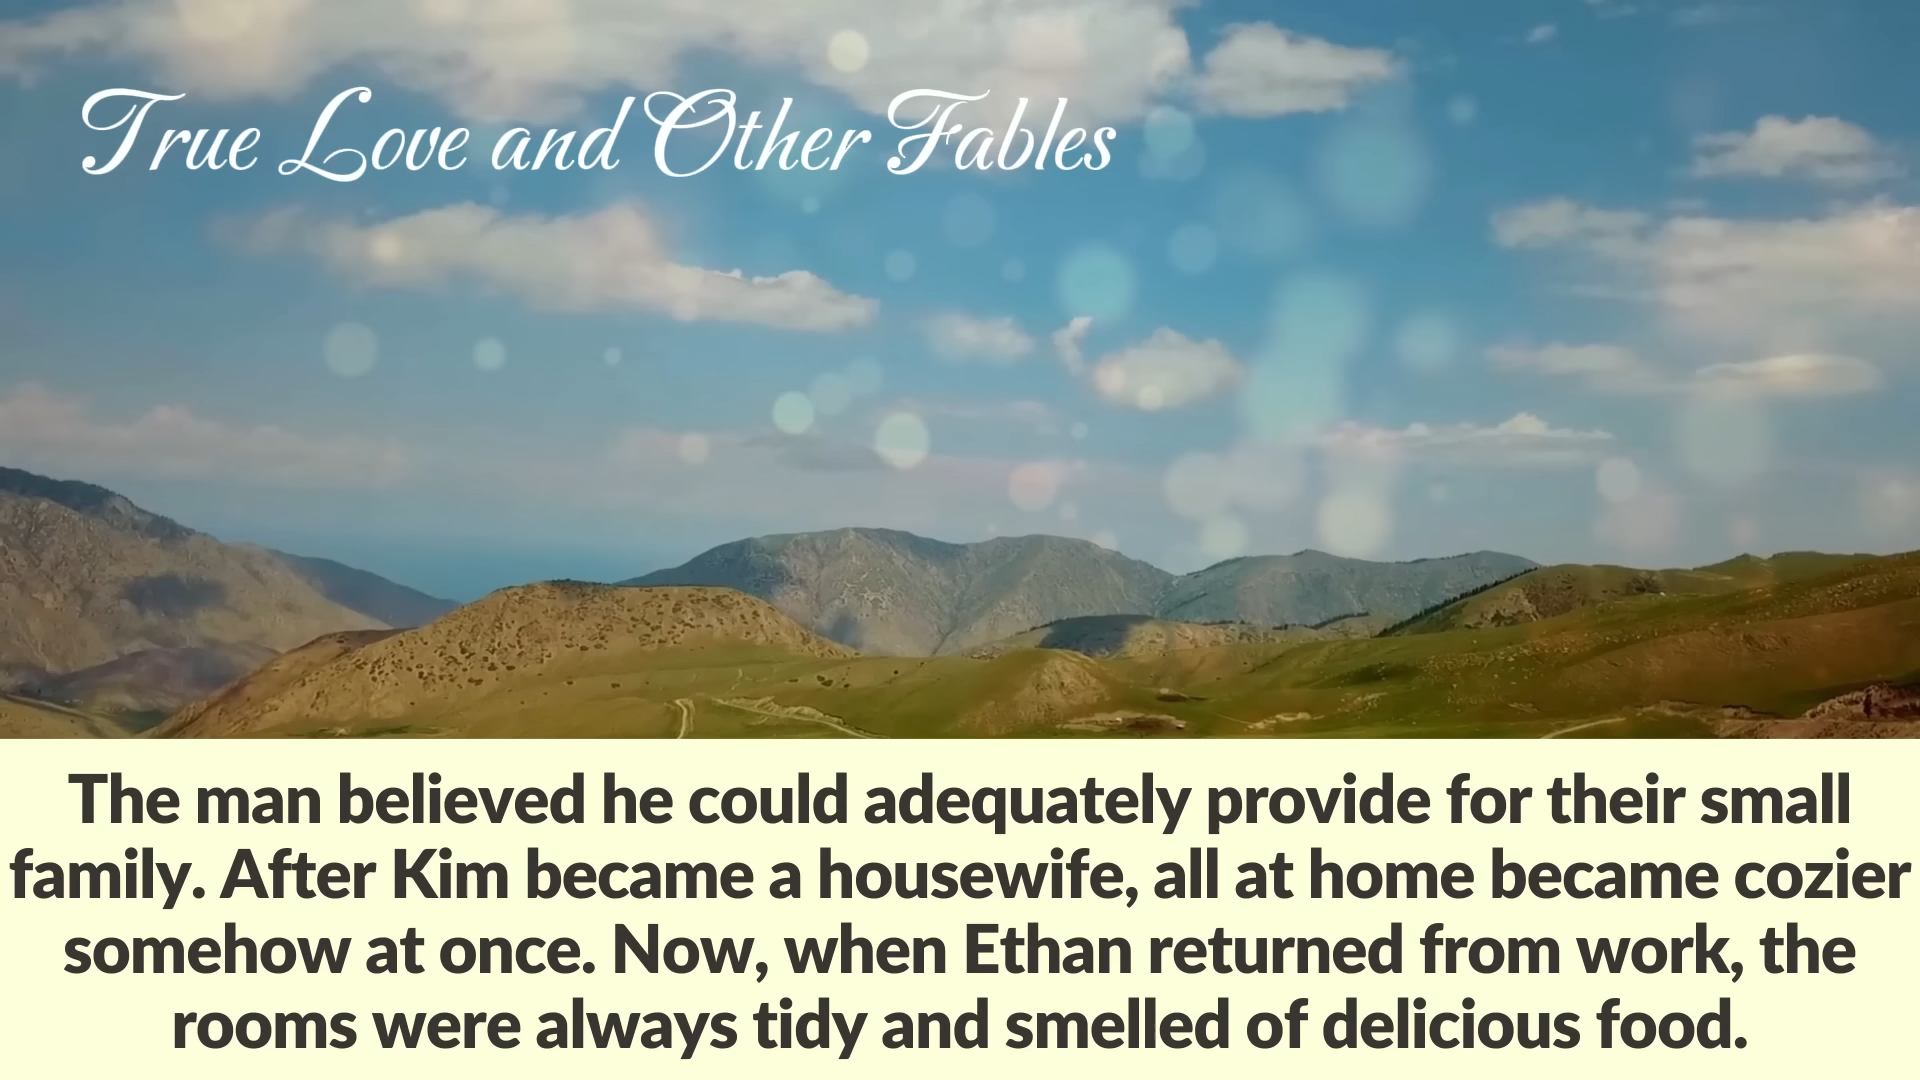 True Love and Other Fables
The man believed he could adequately provide for their small
family. After Kim became a housewife, all at home became cozier
somehow at once. Now, when Ethan returned from work, the
rooms were always tidy and smelled of delicious food.